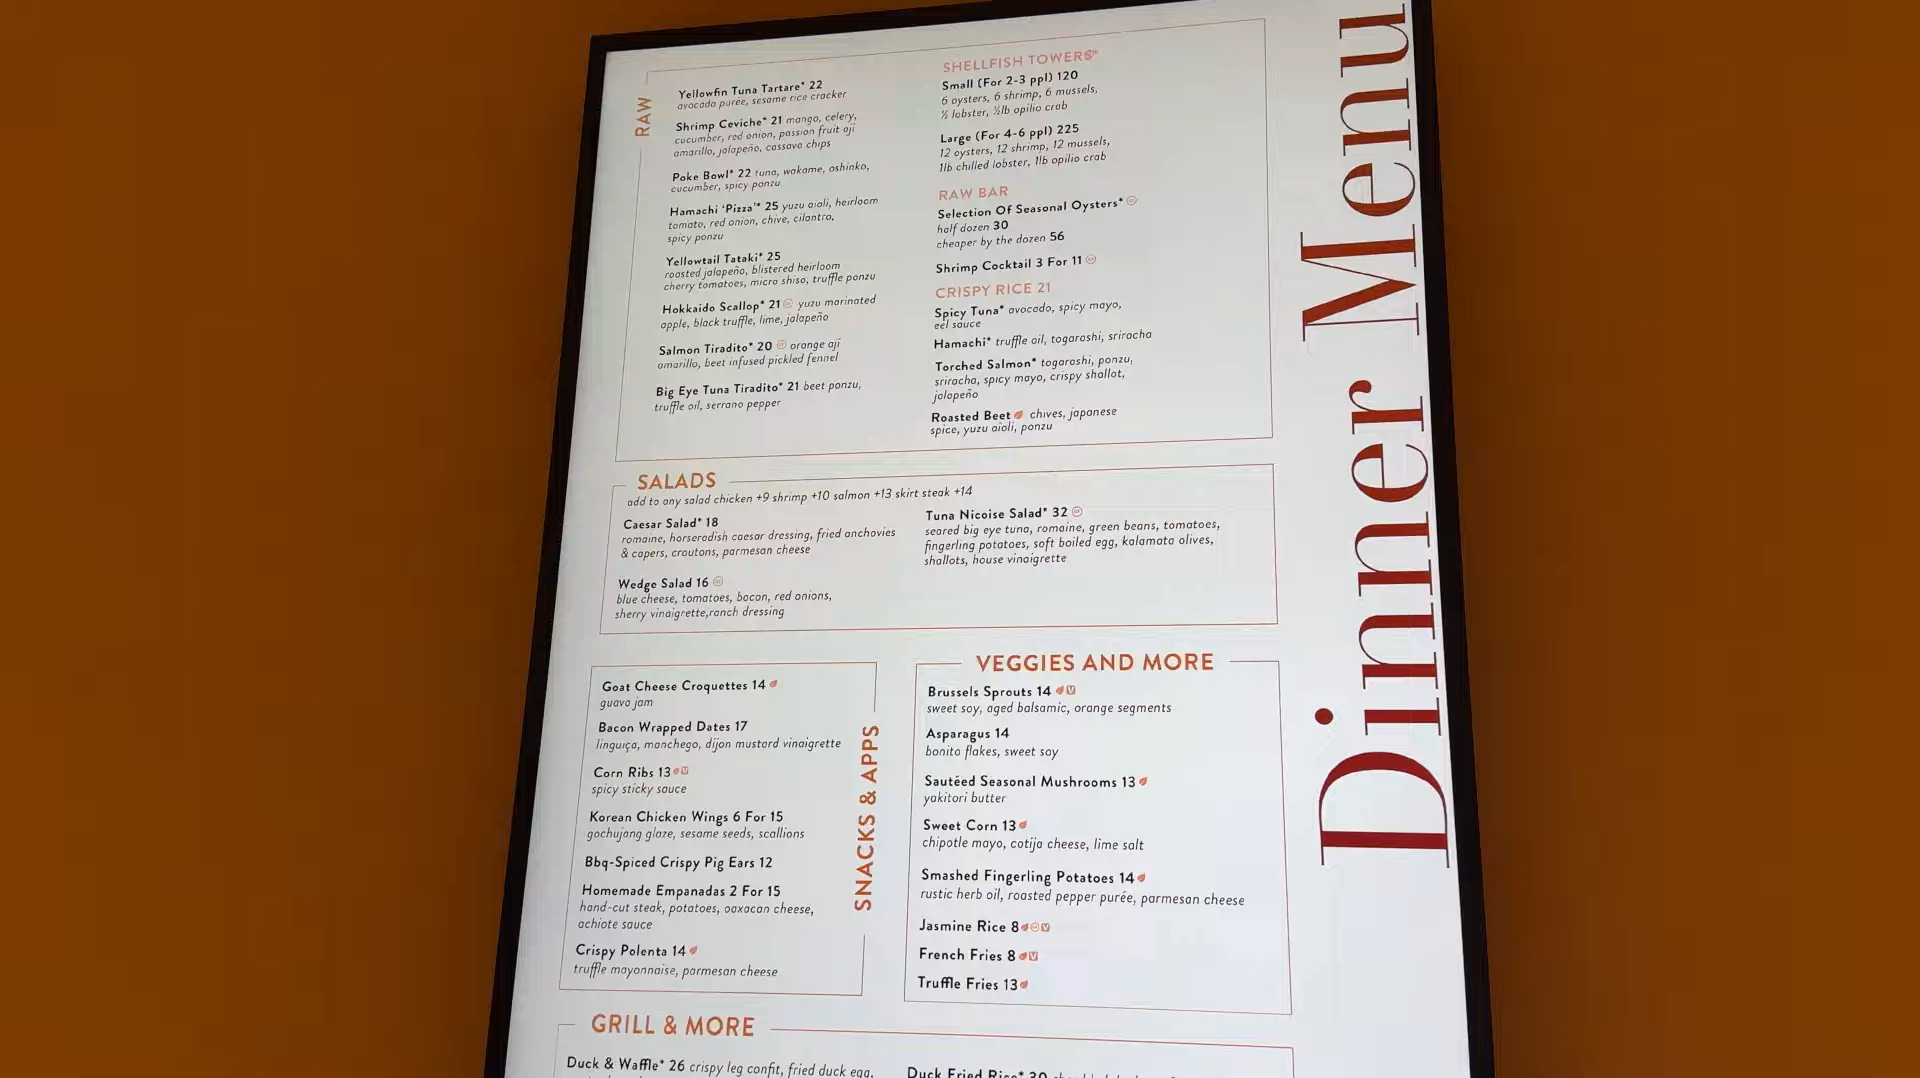 Dinner Menu
RAW
Yellowfin Tuna Tartare* 22
avocado purée, sesame rice cracker
Shrimp Ceviche* 21 mango, celery,
cucumber, red onion, passion fruit aji
amarillo, jalapeño, cassava chips
Poke Bowl* 22 tuna, wakame, oshinko,
cucumber, spicy ponzu
Hamachi 'Pizza'* 25 yuzu aioli, heirloom
tomato, red onion, chive, cilantro,
spicy ponzu
Yellowtail Tataki* 25
roasted jalapeño, blistered heirloom
cherry tomatoes, micro shiso, truffle ponzu
Hokkaido Scallop* 21 yuzu marinated
apple, black truffle, lime, jalapeño
Salmon Tiradito* 20 orange aji
amarillo, beet infused pickled fennel
Big Eye Tuna Tiradito* 21 beet ponzu,
truffle oil, serrano pepper
SHELLFISH TOWERS*
Small (For 2-3 ppl) 120
6 oysters, 6 shrimp, 6 mussels,
½ lobster, ½lb opilio crab
Large (For 4-6 ppl) 225
12 oysters, 12 shrimp, 12 mussels,
1lb chilled lobster, 1lb opilio crab
RAW BAR
Selection Of Seasonal Oysters*
half dozen 30
cheaper by the dozen 56
Shrimp Cocktail 3 For 11
CRISPY RICE 21
Spicy Tuna* avocado, spicy mayo,
eel sauce
Hamachi* truffle oil, togarashi, sriracha
Torched Salmon* togarashi, ponzu,
sriracha, spicy mayo, crispy shallot,
jalapeño
Roasted Beet chives, japanese
spice, yuzu aioli, ponzu
SALADS
add to any salad chicken +9 shrimp +10 salmon +13 skirt steak +14
Caesar Salad* 18
romaine, horseradish caesar dressing, fried anchovies
& capers, croutons, parmesan cheese
Wedge Salad 16
blue cheese, tomatoes, bacon, red onions,
sherry vinaigrette,ranch dressing
Tuna Nicoise Salad* 32
seared big eye tuna, romaine, green beans, tomatoes,
fingerling potatoes, soft boiled egg, kalamata olives,
shallots, house vinaigrette
SNACKS & APPS
Goat Cheese Croquettes 14
guava jam
Bacon Wrapped Dates 17
linguiça, manchego, dijon mustard vinaigrette
Corn Ribs 13 V
spicy sticky sauce
Korean Chicken Wings 6 For 15
gochujang glaze, sesame seeds, scallions
Bbq-Spiced Crispy Pig Ears 12
Homemade Empanadas 2 For 15
hand-cut steak, potatoes, oaxacan cheese,
achiote sauce
Crispy Polenta 14
truffle mayonnaise, parmesan cheese
VEGGIES AND MORE
Brussels Sprouts 14 V
sweet soy, aged balsamic, orange segments
Asparagus 14
bonito flakes, sweet soy
Sautéed Seasonal Mushrooms 13
yakitori butter
Sweet Corn 13
chipotle mayo, cotija cheese, lime salt
Smashed Fingerling Potatoes 14
rustic herb oil, roasted pepper purée, parmesan cheese
Jasmine Rice 8 V
French Fries 8 V
Truffle Fries 13
GRILL & MORE
Duck & Waffle* 26 crispy leg confit, fried duck egg,
Duck Fried Rice* 30